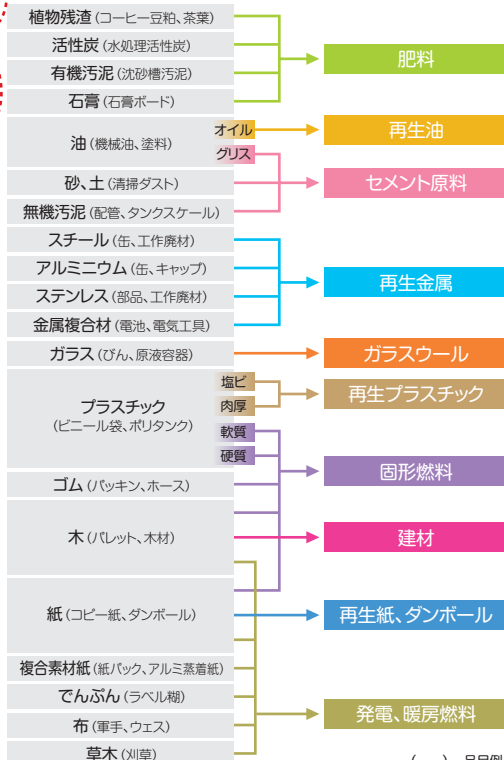 植物残渣(コーヒー豆粕、茶葉)
活性炭(水処理活性炭)
有機汚泥(沈砂槽汚泥)
石膏(石膏ボード)
肥料
油(機械油、塗料)
オイル
グリス
再生油
砂、土(清掃ダスト)
無機汚泥(配管、タンクスケール)
セメント原料
スチール(缶、工作廃材)
アルミニウム(缶、キャップ)
ステンレス(部品、工作廃材)
金属複合材(電池、電気工具)
再生金属
ガラス(びん、原液容器)
ガラスウール
プラスチック
(ビニール袋、ポリタンク)
塩ビ
肉厚
軟質
硬質
再生プラスチック
ゴム(パッキン、ホース)
固形燃料
木(パレット、木材)
建材
紙(コピー紙、ダンボール)
再生紙、ダンボール
複合素材紙(紙パック、アルミ蒸着紙)
でんぷん(ラベル糊)
布(軍手、ウェス)
草木(刈草)
発電、暖房燃料